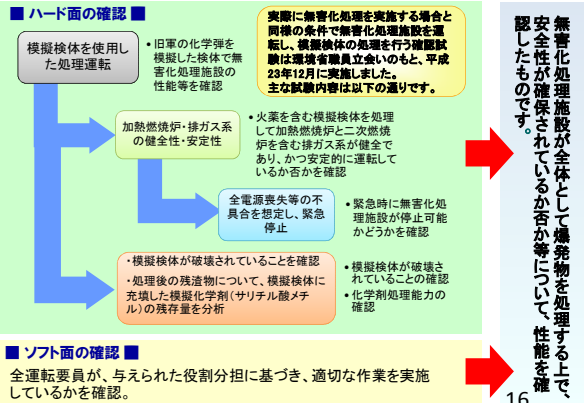 ■ ハード面の確認 ■
実際に無害化処理を実施する場合と
同様の条件で無害化処理施設を運
転し、模擬検体の処理を行う確認試
験は環境省職員立会いのもと、平成
23年12月に実施しました。
主な試験内容は以下の通りです。
模擬検体を使用し
た処理運転
• 旧軍の化学弾を
模擬した検体で無
害化処理施設の
性能等を確認
加熱燃焼炉・排ガス系
の健全性・安定性
• 火薬を含む模擬検体を処理
して加熱燃焼炉と二次燃焼
炉を含む排ガス系が健全で
あり、かつ安定的に運転して
いるか否かを確認
全電源喪失等の不
具合を想定し、緊急
停止
• 緊急時に無害化処
理施設が停止可能
かどうかを確認
・模擬検体が破壊されていることを確認
・処理後の残渣物について、模擬検体に
充填した模擬化学剤(サリチル酸メチ
ル)の残存量を分析
• 模擬検体が破壊さ
れていることの確認
• 化学剤処理能力の
確認
■ ソフト面の確認 ■
全運転要員が、与えられた役割分担に基づき、適切な作業を実施
しているかを確認。
無害化処理施設が全体として爆発物を処理する上で、
安全性が確保されているか否か等について、性能を確
認したものです。
16